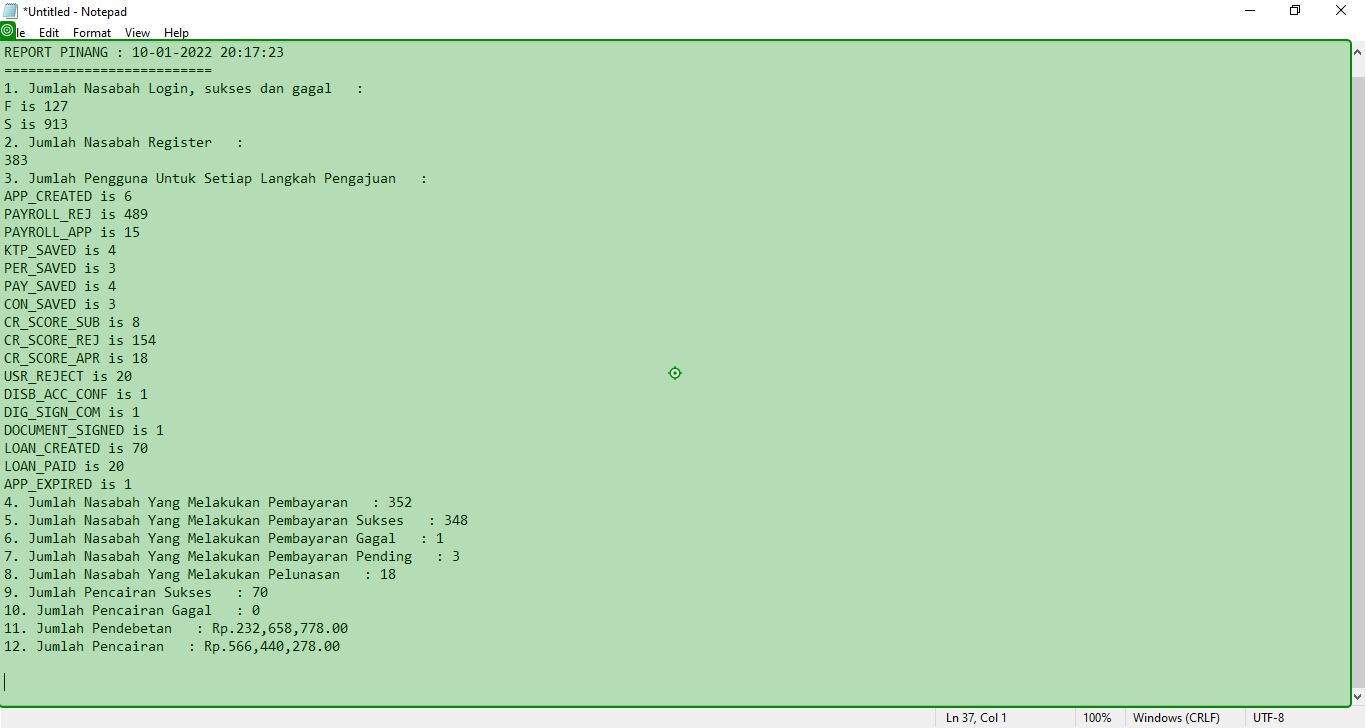 *Untitled - Notepad
le Edit Format View Help
REPORT PINANG : 10-01-2022 20:17:23
==========================
1. Jumlah Nasabah Login, sukses dan gagal   :
F is 127
S is 913
2. Jumlah Nasabah Register   :
383
3. Jumlah Pengguna Untuk Setiap Langkah Pengajuan   :
APP_CREATED is 6
PAYROLL_REJ is 489
PAYROLL_APP is 15
KTP_SAVED is 4
PER_SAVED is 3
PAY_SAVED is 4
CON_SAVED is 3
CR_SCORE_SUB is 8
CR_SCORE_REJ is 154
CR_SCORE_APR is 18
USR_REJECT is 20
DISB_ACC_CONF is 1
DIG_SIGN_COM is 1
DOCUMENT_SIGNED is 1
LOAN_CREATED is 70
LOAN_PAID is 20
APP_EXPIRED is 1
4. Jumlah Nasabah Yang Melakukan Pembayaran   : 352
5. Jumlah Nasabah Yang Melakukan Pembayaran Sukses   : 348
6. Jumlah Nasabah Yang Melakukan Pembayaran Gagal   : 1
7. Jumlah Nasabah Yang Melakukan Pembayaran Pending   : 3
8. Jumlah Nasabah Yang Melakukan Pelunasan   : 18
9. Jumlah Pencairan Sukses   : 70
10. Jumlah Pencairan Gagal   : 0
11. Jumlah Pendebetan   : Rp.232,658,778.00
12. Jumlah Pencairan   : Rp.566,440,278.00
Ln 37, Col 1 100% Windows (CRLF) UTF-8